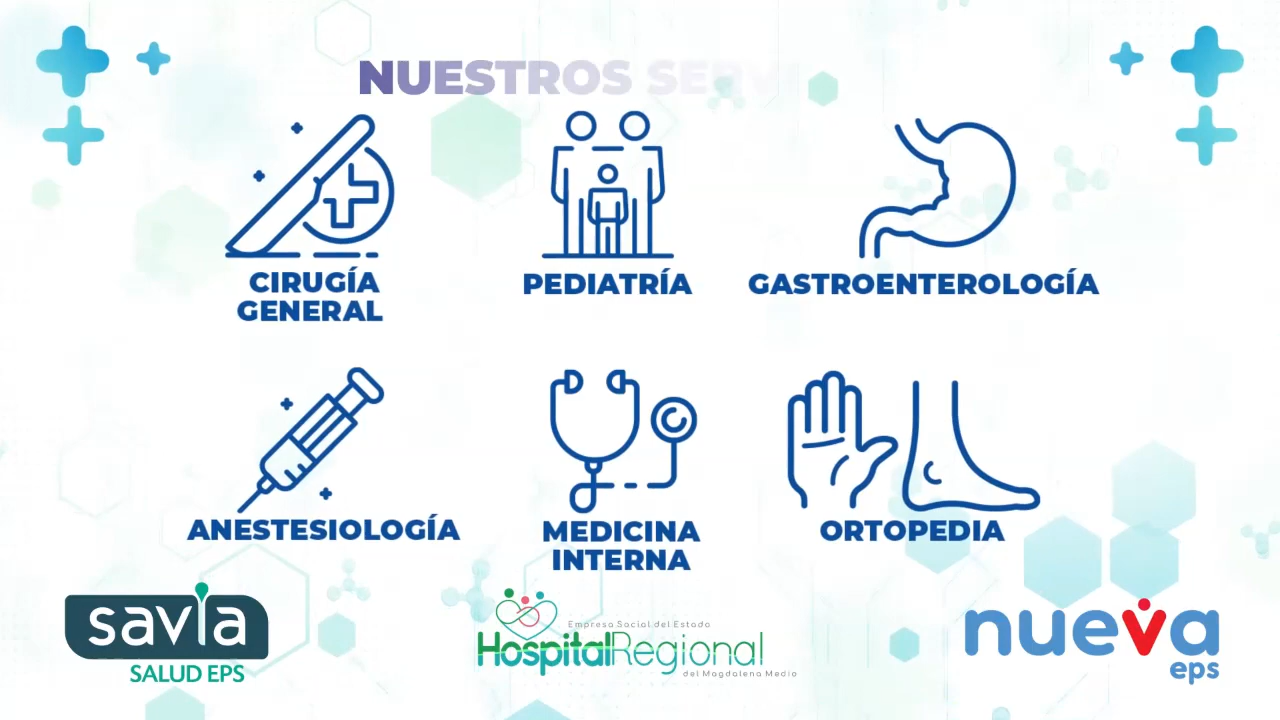 NUESTROS SERV
CIRUGÍA
GENERAL
PEDIATRÍA
GASTROENTEROLOGÍA
ANESTESIOLOGÍA
MEDICINA
INTERNA
ORTOPEDIA
savia
SALUD EPS
Empresa Social del Estado
HospitalRegional
del Magdalena Medio
nueva
eps